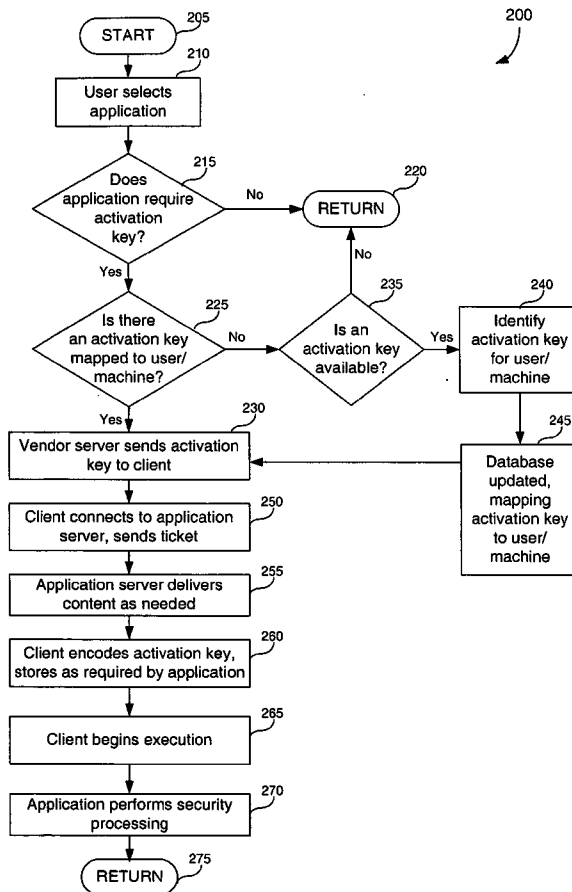 200
205
START
210
User selects
application
215
Does
application require
activation
key?
No
220
RETURN
Yes
No
225
Is there
an activation key
mapped to user/
machine?
No
235
Is an
activation key
available?
Yes
240
Identify
activation key
for user/
machine
Yes
230
Vendor server sends activation
key to client
245
Database
updated,
mapping
activation key
to user/
machine
250
Client connects to application
server, sends ticket
255
Application server delivers
content as needed
260
Client encodes activation key,
stores as required by application
265
Client begins execution
270
Application performs security
processing
RETURN
275